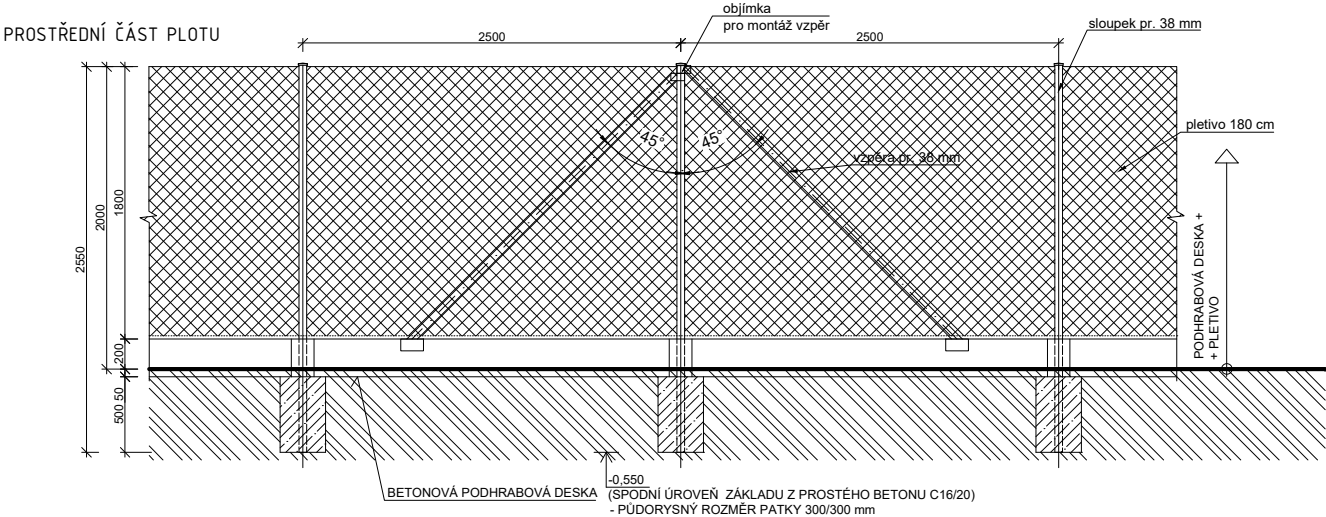 PROSTŘEDNÍ ČÁST PLOTU
objímka
pro montáž vzpěr
sloupek pr. 38 mm
2500
2500
pletivo 180 cm
45°
45°
vzpěra pr. 38 mm
2550
2000
1800
200
50
500
PODHRABOVÁ DESKA +
+ PLETIVO
BETONOVÁ PODHRABOVÁ DESKA
-0,550
(SPODNÍ ÚROVEŇ ZÁKLADU Z PROSTÉHO BETONU C16/20)
- PŮDORYSNÝ ROZMĚR PATKY 300/300 mm